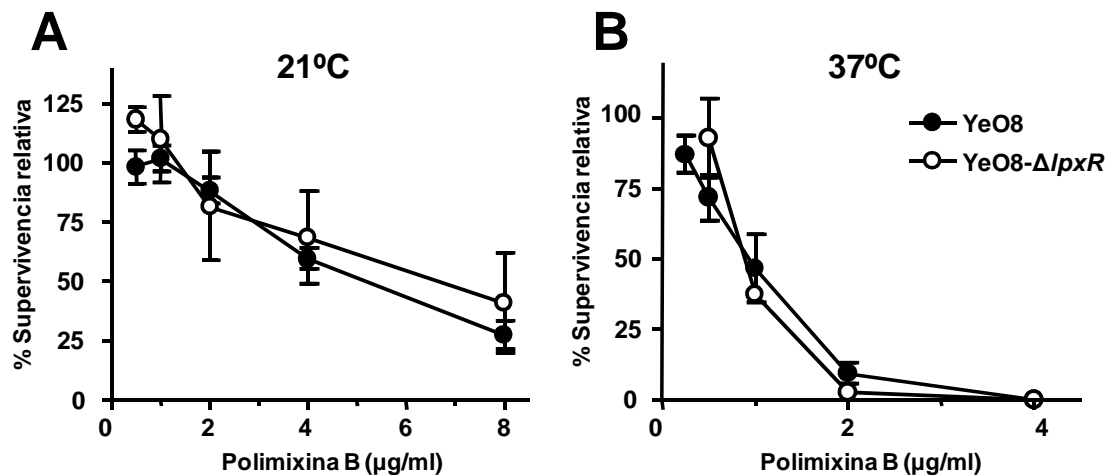 A
21ºC
% Supervivencia relativa
125
100
75
50
25
0
0
2
4
6
8
Polimixina B (µg/ml)
B
37ºC
% Supervivencia relativa
100
75
50
25
0
0
2
4
Polimixina B (µg/ml)
YeO8
YeO8-ΔlpxR